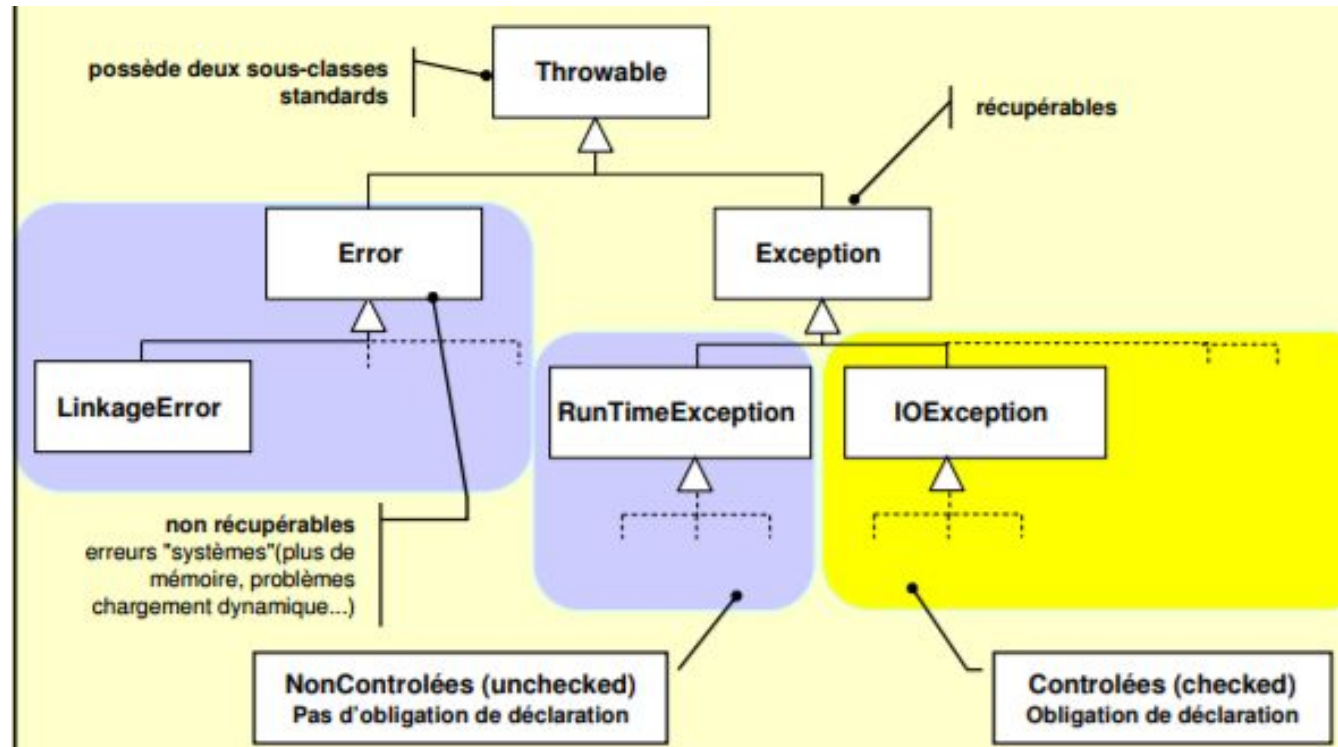 possède deux sous-classes
standards
Throwable
récupérables
Error
Exception
LinkageError
RunTimeException
IOException
non récupérables
erreurs "systèmes"(plus de
mémoire, problèmes
chargement dynamique...)
NonControlées (unchecked)
Pas d'obligation de déclaration
Controlées (checked)
Obligation de déclaration